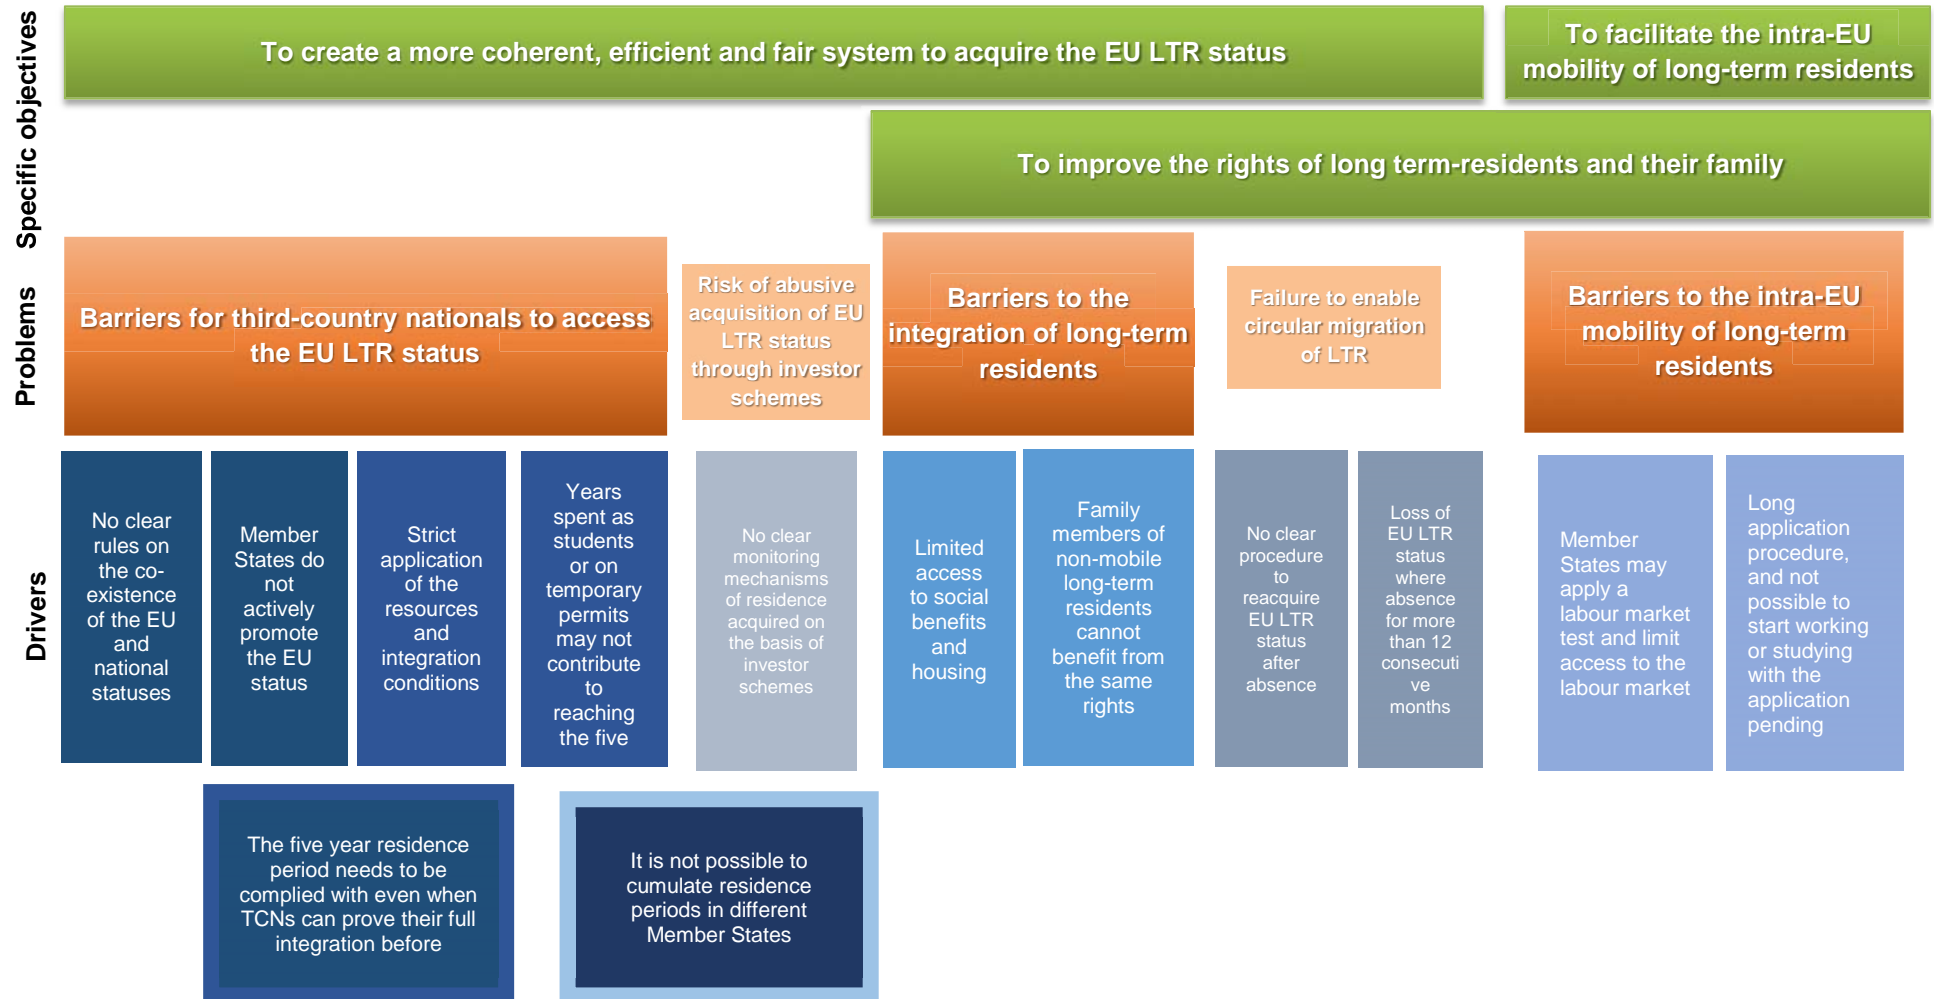 Specific objectives
To create a more coherent, efficient and fair system to acquire the EU LTR status
To facilitate the intra-EU
mobility of long-term residents
To improve the rights of long term-residents and their family
Problems
Barriers for third-country nationals to access
the EU LTR status
Risk of abusive
acquisition of EU
LTR status
through investor
schemes
Barriers to the
integration of long-term
residents
Failure to enable
circular migration
of LTR
Barriers to the intra-EU
mobility of long-term
residents
Drivers
No clear
rules on
the co-
existence
of the EU
and
national
statuses
Member
States do
not
actively
promote
the EU
status
Strict
application
of the
resources
and
integration
conditions
Years
spent as
students
or on
temporary
permits
may not
contribute
to
reaching
the five
No clear
monitoring
mechanisms
of residence
acquired on
the basis of
investor
schemes
Limited
access
to social
benefits
and
housing
Family
members of
non-mobile
long-term
residents
cannot
benefit from
the same
rights
No clear
procedure
to
reacquire
EU LTR
status
after
absence
Loss of
EU LTR
status
where
absence
for more
than 12
consecuti
ve
months
Member
States may
apply a
labour market
test and limit
access to the
labour market
Long
application
procedure,
and not
possible to
start working
or studying
with the
application
pending
The five year residence
period needs to be
complied with even when
TCNs can prove their full
integration before
It is not possible to
cumulate residence
periods in different
Member States